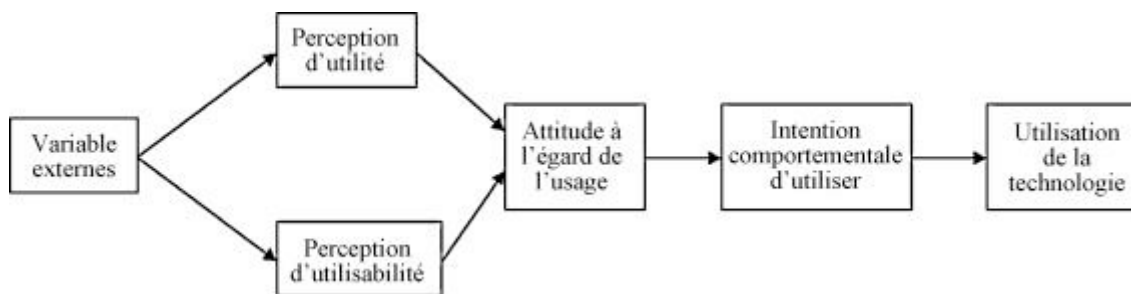 Perception
d'utilité
Variable
externes
Perception
d'utilisabilité
Attitude à
l'égard de
l'usage
Intention
comportementale
d'utiliser
Utilisation
de la
technologie